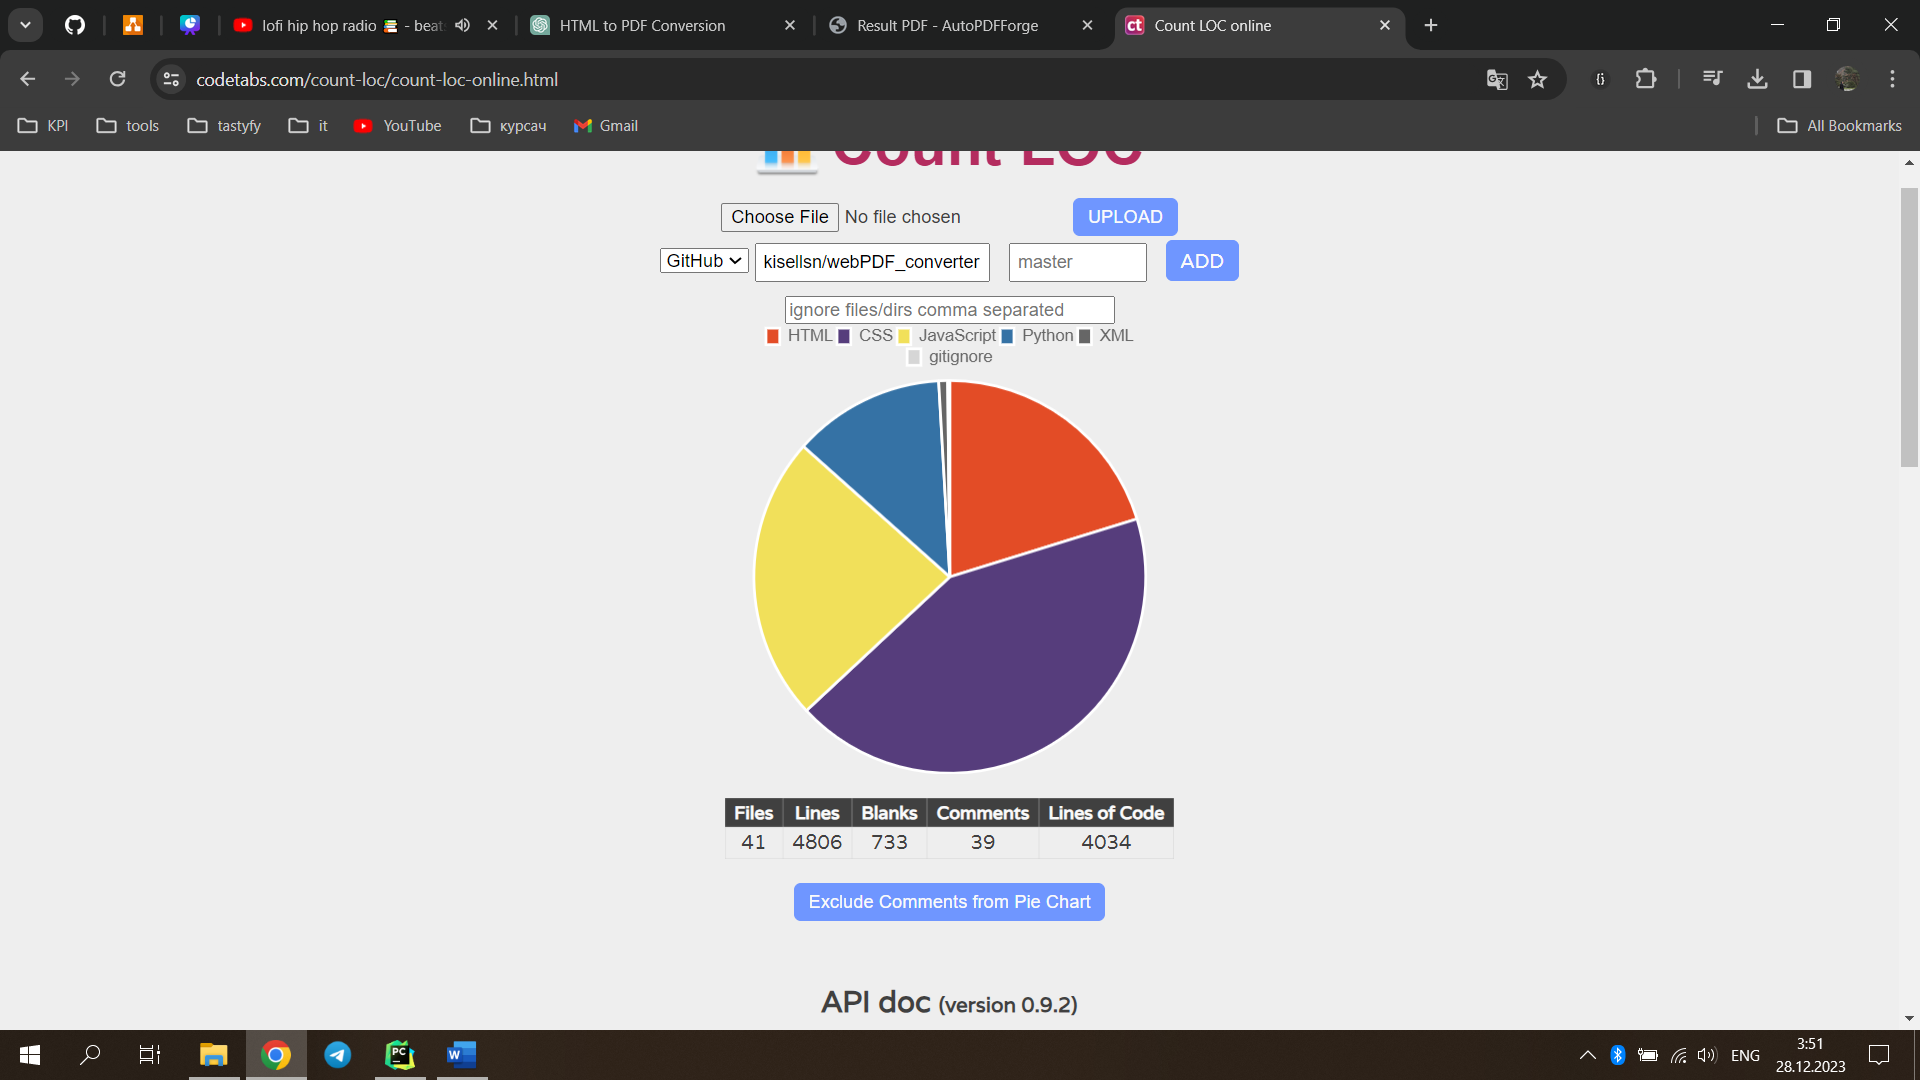 lofi hip hop radio 📚 - beat
HTML to PDF Conversion
Result PDF - AutoPDFForge
ct Count LOC online
codetabs.com/count-loc/count-loc-online.html
KPI tools tastyfy it YouTube курсач Gmail All Bookmarks
Count LOC
Choose File No file chosen UPLOAD
GitHub kisellsn/webPDF_converter master ADD
ignore files/dirs comma separated
HTML CSS JavaScript Python XML
gitignore
Files Lines Blanks Comments Lines of Code
41 4806 733 39 4034
Exclude Comments from Pie Chart
API doc (version 0.9.2)
PC W ENG 3:51
28.12.2023